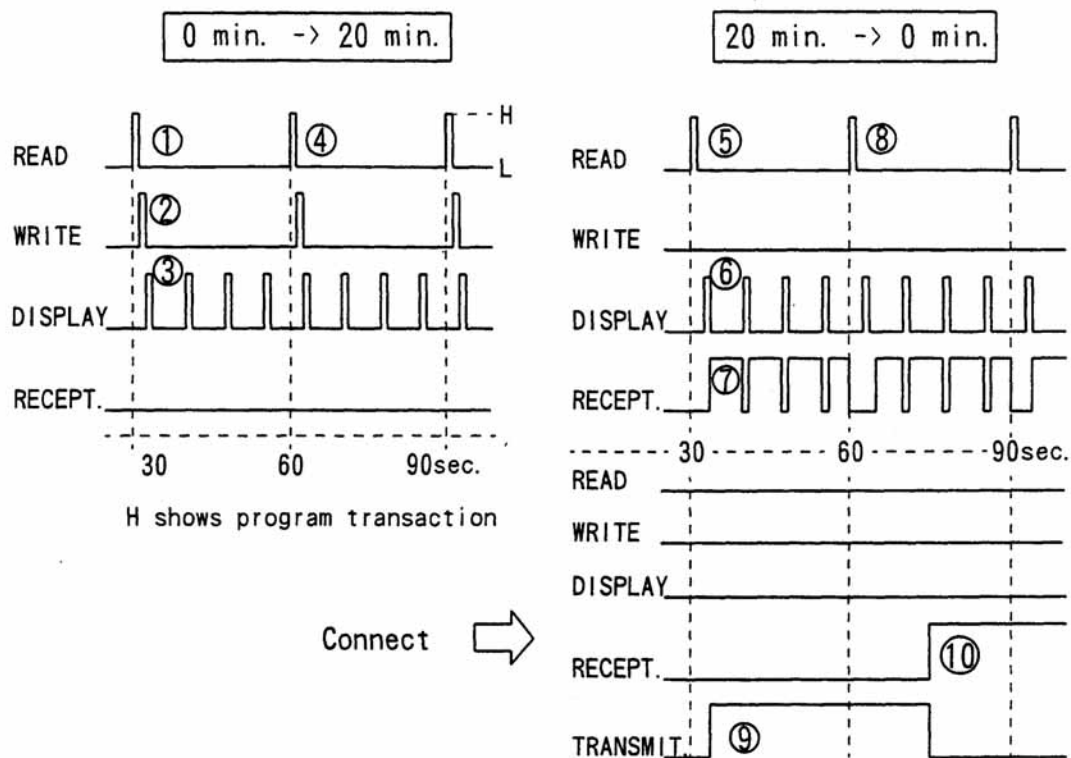 0 min. -> 20 min.
① ④ H
READ L
②
WRITE
③
DISPLAY
RECEPT.
30 60 90sec.
H shows program transaction
20 min. -> 0 min.
⑤ ⑧
READ
WRITE
⑥
DISPLAY
⑦
RECEPT.
30 60 90sec.
READ
WRITE
DISPLAY
Connect
RECEPT. ⑩
TRANSMIT. ⑨